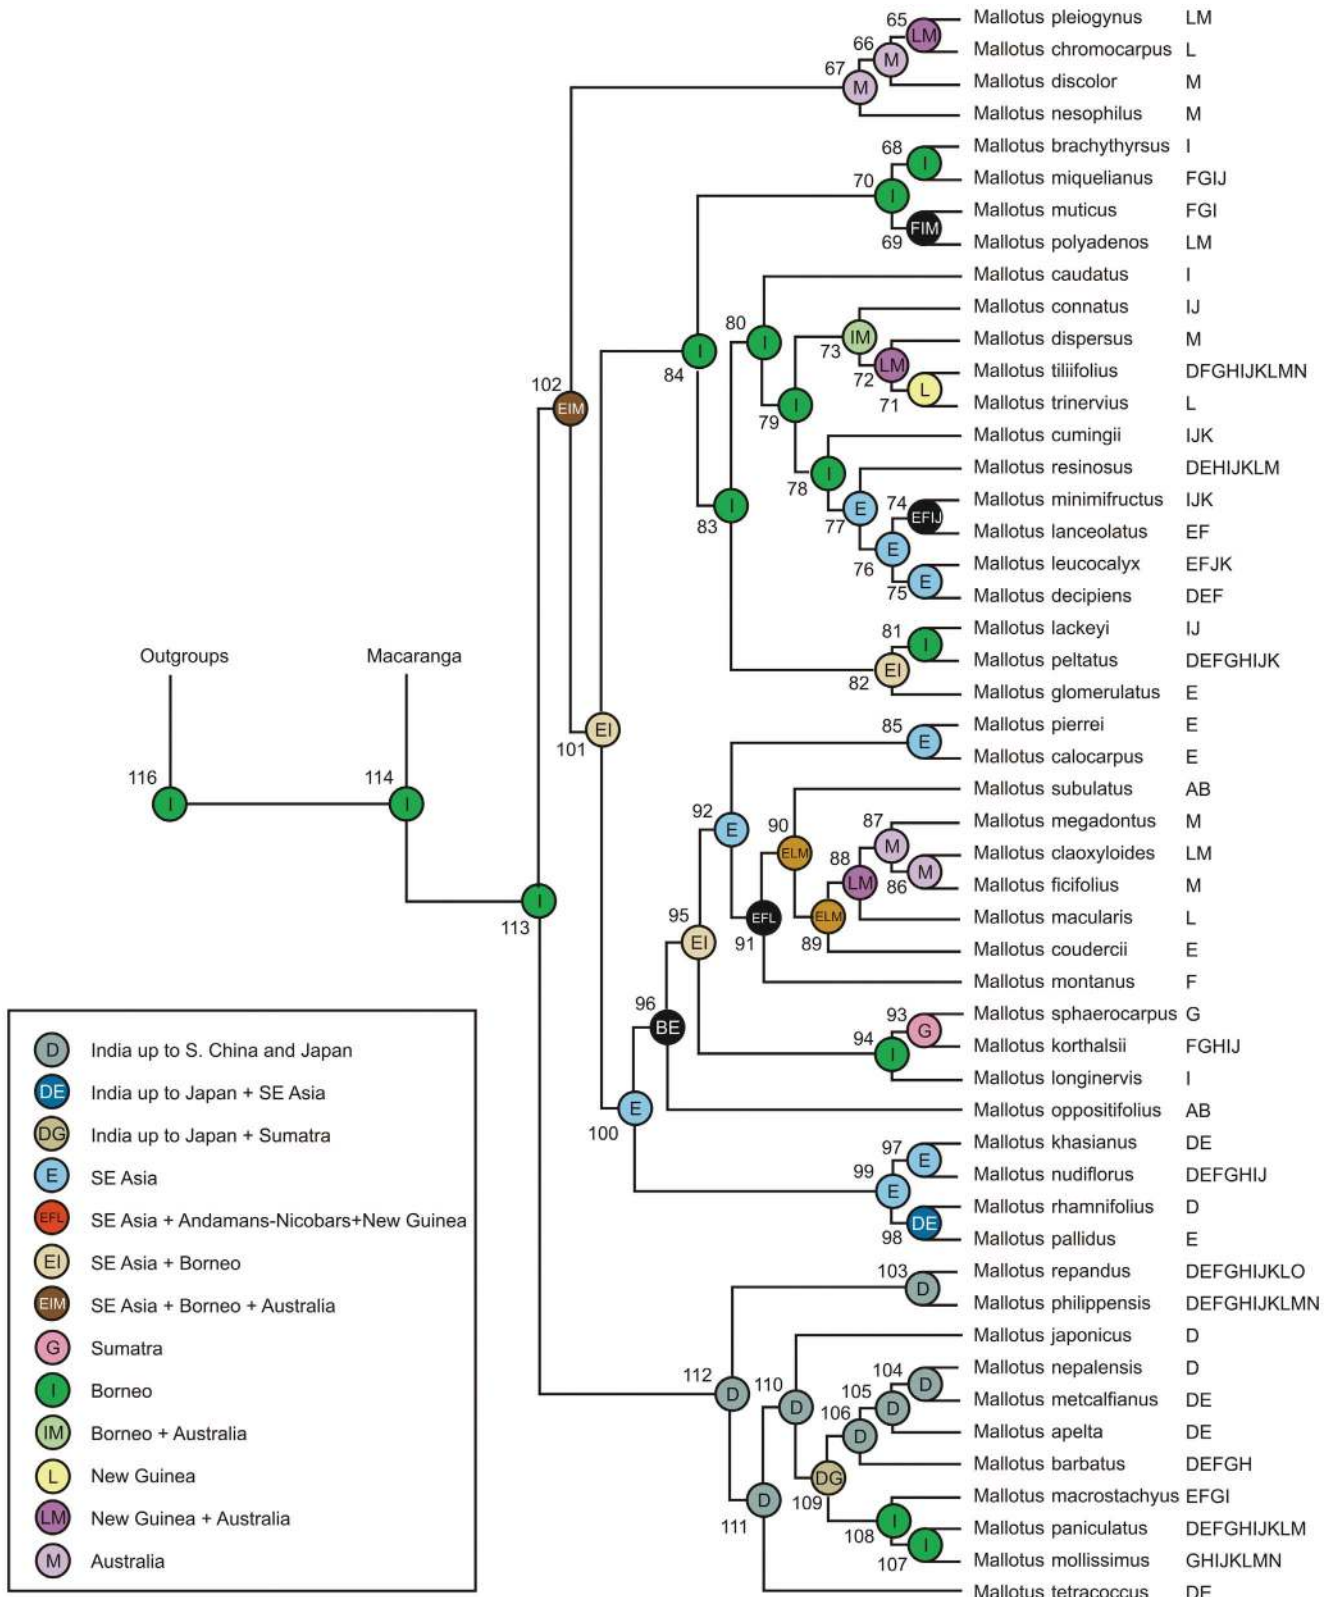 65 Mallotus pleiogynus LM
LM
66 Mallotus chromocarpus L
M
67 Mallotus discolor M
M
Mallotus nesophilus M
68 Mallotus brachythyrsus I
I
70 Mallotus miquelianus FGIJ
I
Mallotus muticus FGI
FIM
69 Mallotus polyadenos LM
Mallotus caudatus I
Mallotus connatus IJ
80 IM Mallotus dispersus M
I I 73
84 LM Mallotus tiliifolius DFGHIJKLMN
102 72 L
EIM 79 I 71 Mallotus trinervius L
Mallotus cumingii IJK
I Mallotus resinosus DEHIJKLM
78
74 Mallotus minimifructus IJK
I E EFIJ
83 77 Mallotus lanceolatus EF
E
76 Mallotus leucocalyx EFJK
E
75 Mallotus decipiens DEF
81 Mallotus lackeyi IJ
I
Outgroups Macaranga Mallotus peltatus DEFGHIJK
EI
82 Mallotus glomerulatus E
85 Mallotus pierrei E
EI E
101 Mallotus calocarpus E
116 114 Mallotus subulatus AB
I I
92 90 87 Mallotus megadontus M
E ELM M
88 Mallotus claoxyloides LM
LM M
86 Mallotus ficifolius M
I EFL ELM Mallotus macularis L
113 95 91 89
EI Mallotus coudercii E
Mallotus montanus F
96 93 Mallotus sphaerocarpus G
BE G
94 Mallotus korthalsii FGHIJ
I
Mallotus longinervis I
E Mallotus oppositifolius AB
100
97 Mallotus khasianus DE
E
99 Mallotus nudiflorus DEFGHIJ
E
Mallotus rhamnifolius D
DE
98 Mallotus pallidus E
103 Mallotus repandus DEFGHIJKLO
D
Mallotus philippensis DEFGHIJKLMN
Mallotus japonicus D
112 110 104 Mallotus nepalensis D
D D D
105 Mallotus metcalfianus DE
106 D
D Mallotus apelta DE
Mallotus barbatus DEFGH
DG
109 Mallotus macrostachyus EFGI
D I
111 108 Mallotus paniculatus DEFGHIJKLM
I
107 Mallotus mollissimus GHIJKLMN
Mallotus tetracoccus DE
D India up to S. China and Japan
DE India up to Japan + SE Asia
DG India up to Japan + Sumatra
E SE Asia
EFL SE Asia + Andamans-Nicobars+New Guinea
EI SE Asia + Borneo
EIM SE Asia + Borneo + Australia
G Sumatra
I Borneo
IM Borneo + Australia
L New Guinea
LM New Guinea + Australia
M Australia